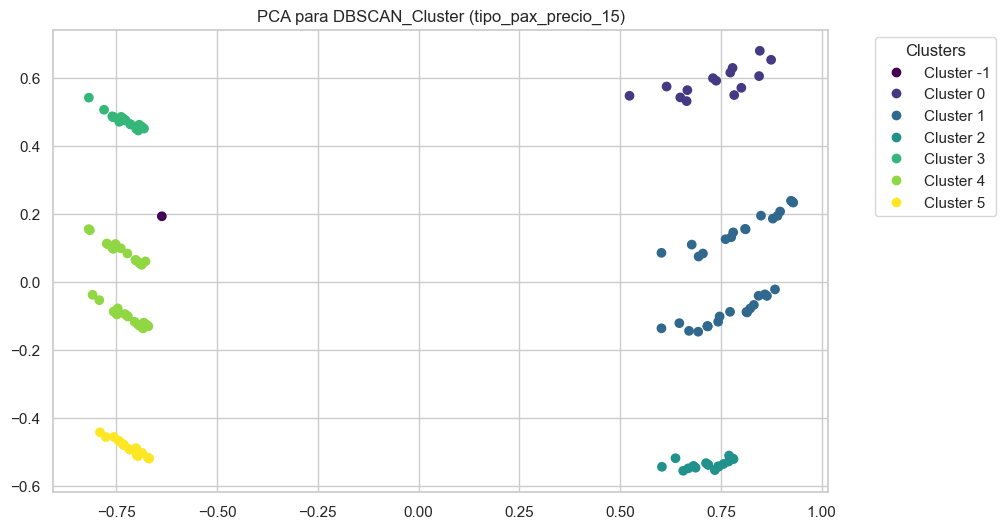 PCA para DBSCAN_Cluster (tipo_pax_precio_15)
Clusters
Cluster -1
Cluster 0
Cluster 1
Cluster 2
Cluster 3
Cluster 4
Cluster 5
0.6
0.4
0.2
0.0
−0.2
−0.4
−0.6
−0.75
−0.50
−0.25
0.00
0.25
0.50
0.75
1.00